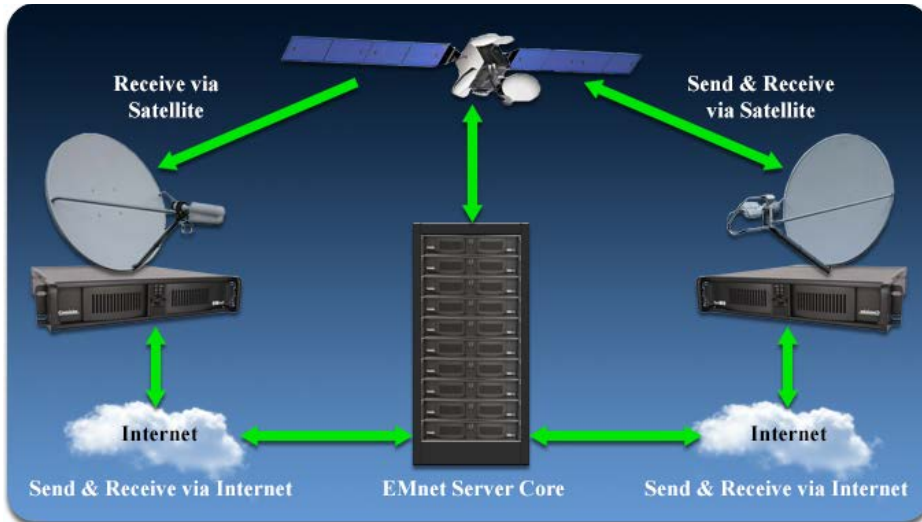 Receive via
Satellite
Send & Receive
via Satellite
Internet
Internet
Send & Receive via Internet
EMnet Server Core
Send & Receive via Internet